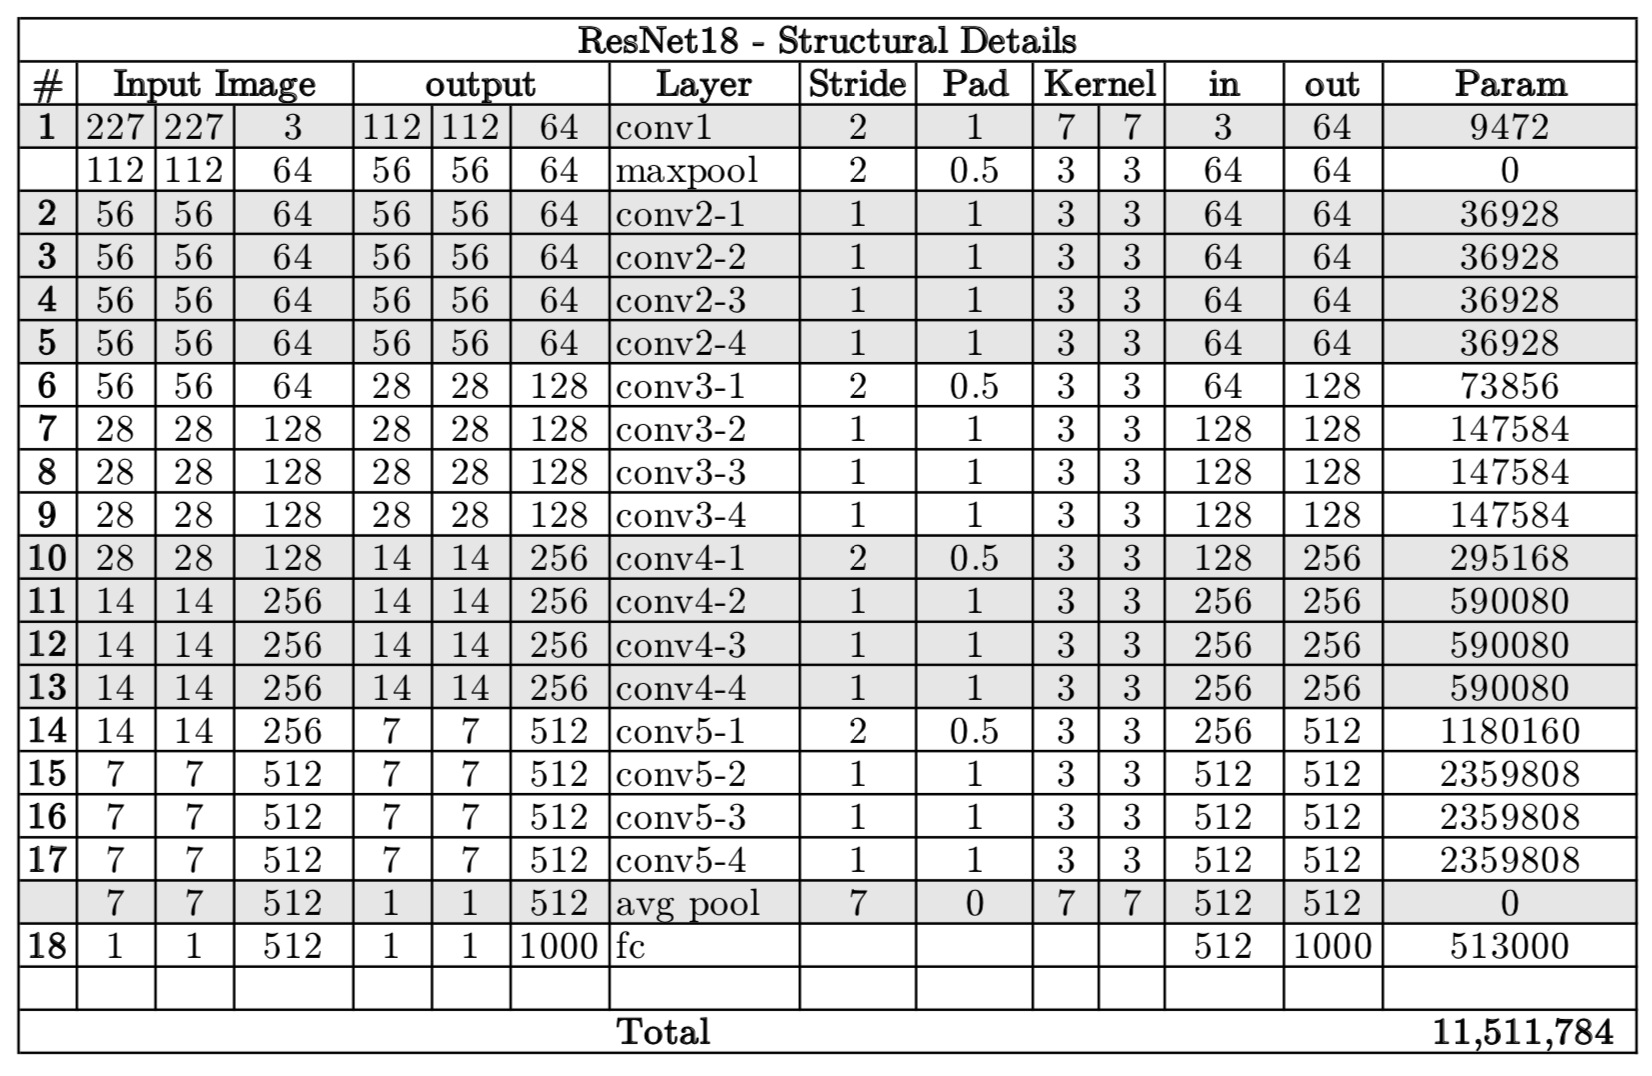 ResNet18 - Structural Details
# Input Image output Layer Stride Pad Kernel in out Param
1 227 227 3 112 112 64 conv1 2 1 7 7 3 64 9472
112 112 64 56 56 64 maxpool 2 0.5 3 3 64 64 0
2 56 56 64 56 56 64 conv2-1 1 1 3 3 64 64 36928
3 56 56 64 56 56 64 conv2-2 1 1 3 3 64 64 36928
4 56 56 64 56 56 64 conv2-3 1 1 3 3 64 64 36928
5 56 56 64 56 56 64 conv2-4 1 1 3 3 64 64 36928
6 56 56 64 28 28 128 conv3-1 2 0.5 3 3 64 128 73856
7 28 28 128 28 28 128 conv3-2 1 1 3 3 128 128 147584
8 28 28 128 28 28 128 conv3-3 1 1 3 3 128 128 147584
9 28 28 128 28 28 128 conv3-4 1 1 3 3 128 128 147584
10 28 28 128 14 14 256 conv4-1 2 0.5 3 3 128 256 295168
11 14 14 256 14 14 256 conv4-2 1 1 3 3 256 256 590080
12 14 14 256 14 14 256 conv4-3 1 1 3 3 256 256 590080
13 14 14 256 14 14 256 conv4-4 1 1 3 3 256 256 590080
14 14 14 256 7 7 512 conv5-1 2 0.5 3 3 256 512 1180160
15 7 7 512 7 7 512 conv5-2 1 1 3 3 512 512 2359808
16 7 7 512 7 7 512 conv5-3 1 1 3 3 512 512 2359808
17 7 7 512 7 7 512 conv5-4 1 1 3 3 512 512 2359808
7 7 512 1 1 512 avg pool 7 0 7 7 512 512 0
18 1 1 512 1 1 1000 fc 512 1000 513000
Total 11,511,784